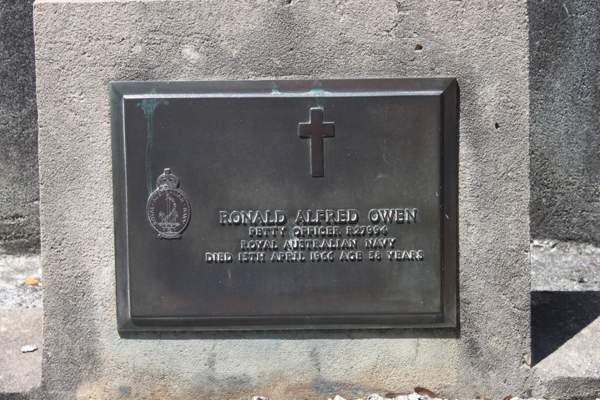 RONALD ALFRED OWEN
PETTY OFFICER R27994
ROYAL AUSTRALIAN NAVY
DIED 15TH APRIL 1966 AGE 58 YEARS